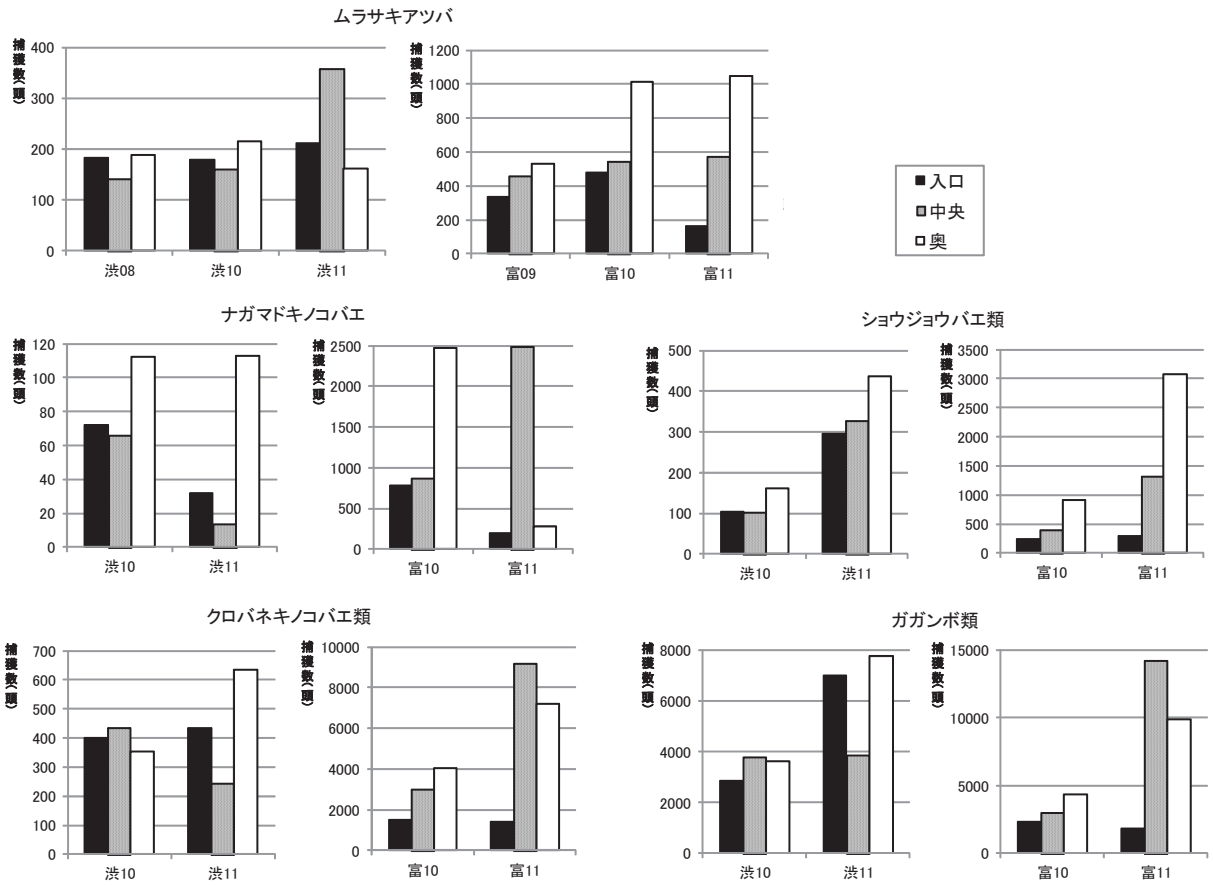 ムラサキアツバ
捕獲数(頭)
400
300
200
100
0
渋08 渋10 渋11
捕獲数(頭)
1200
1000
800
600
400
200
0
富09 富10 富11
■入口
■中央
□奥
ナガマドキノコバエ
捕獲数(頭)
120
100
80
60
40
20
0
渋10 渋11
捕獲数(頭)
2500
2000
1500
1000
500
0
富10 富11
ショウジョウバエ類
捕獲数(頭)
500
400
300
200
100
0
渋10 渋11
捕獲数(頭)
3500
3000
2500
2000
1500
1000
500
0
富10 富11
クロバネキノコバエ類
捕獲数(頭)
700
600
500
400
300
200
100
0
渋10 渋11
捕獲数(頭)
10000
8000
6000
4000
2000
0
富10 富11
ガガンボ類
捕獲数(頭)
8000
6000
4000
2000
0
渋10 渋11
捕獲数(頭)
15000
10000
5000
0
富10 富11